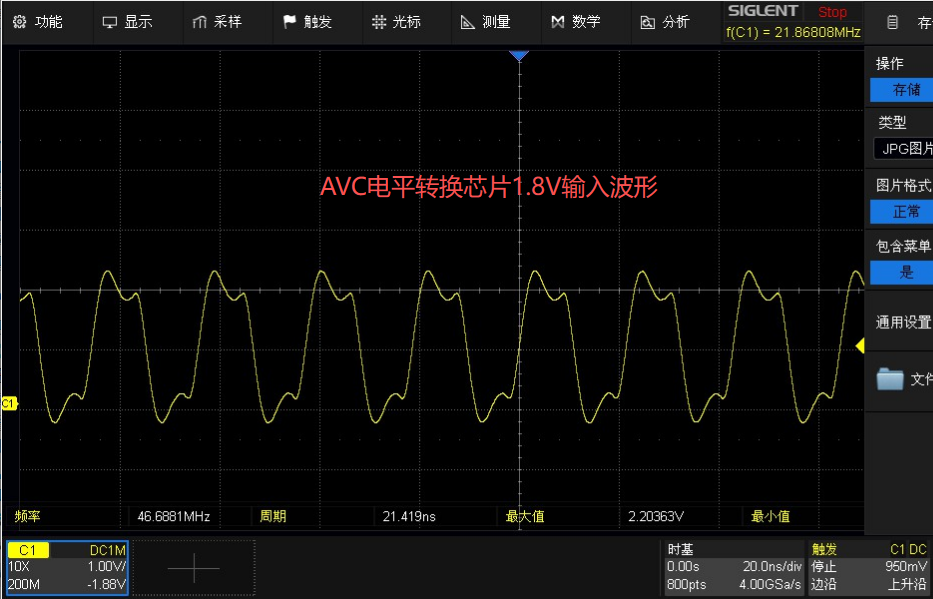 功能 显示 采样 触发 光标 测量 数学 分析 SIGLENT Stop 存
f(C1) = 21.86808MHz
操作
存储
类型
JPG图片
图片格式
正常
包含菜单
是
通用设置
文件
AVC电平转换芯片1.8V输入波形
C1
频率 46.6881MHz 周期 21.419ns 最大值 2.20363V 最小值
C1 DC1M
10X 1.00V/
200M -1.88V
时基
0.00s 20.0ns/div
800pts 4.00GSa/s
触发 C1 DC
停止 950mV
边沿 上升沿